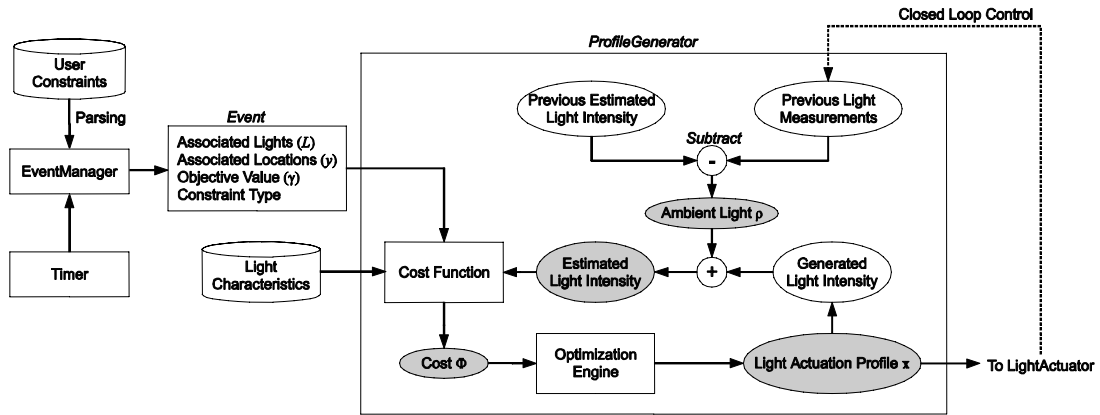 Closed Loop Control
ProfileGenerator
User
Constraints
Parsing
Event
Associated Lights (L)
Associated Locations (y)
Objective Value (γ)
Constraint Type
EventManager
Timer
Previous Estimated
Light Intensity
Previous Light
Measurements
Subtract
-
Ambient Light ρ
Light
Characteristics
Cost Function
Estimated
Light Intensity
+
Generated
Light Intensity
Cost Φ
Optimization
Engine
Light Actuation Profile x
To LightActuator